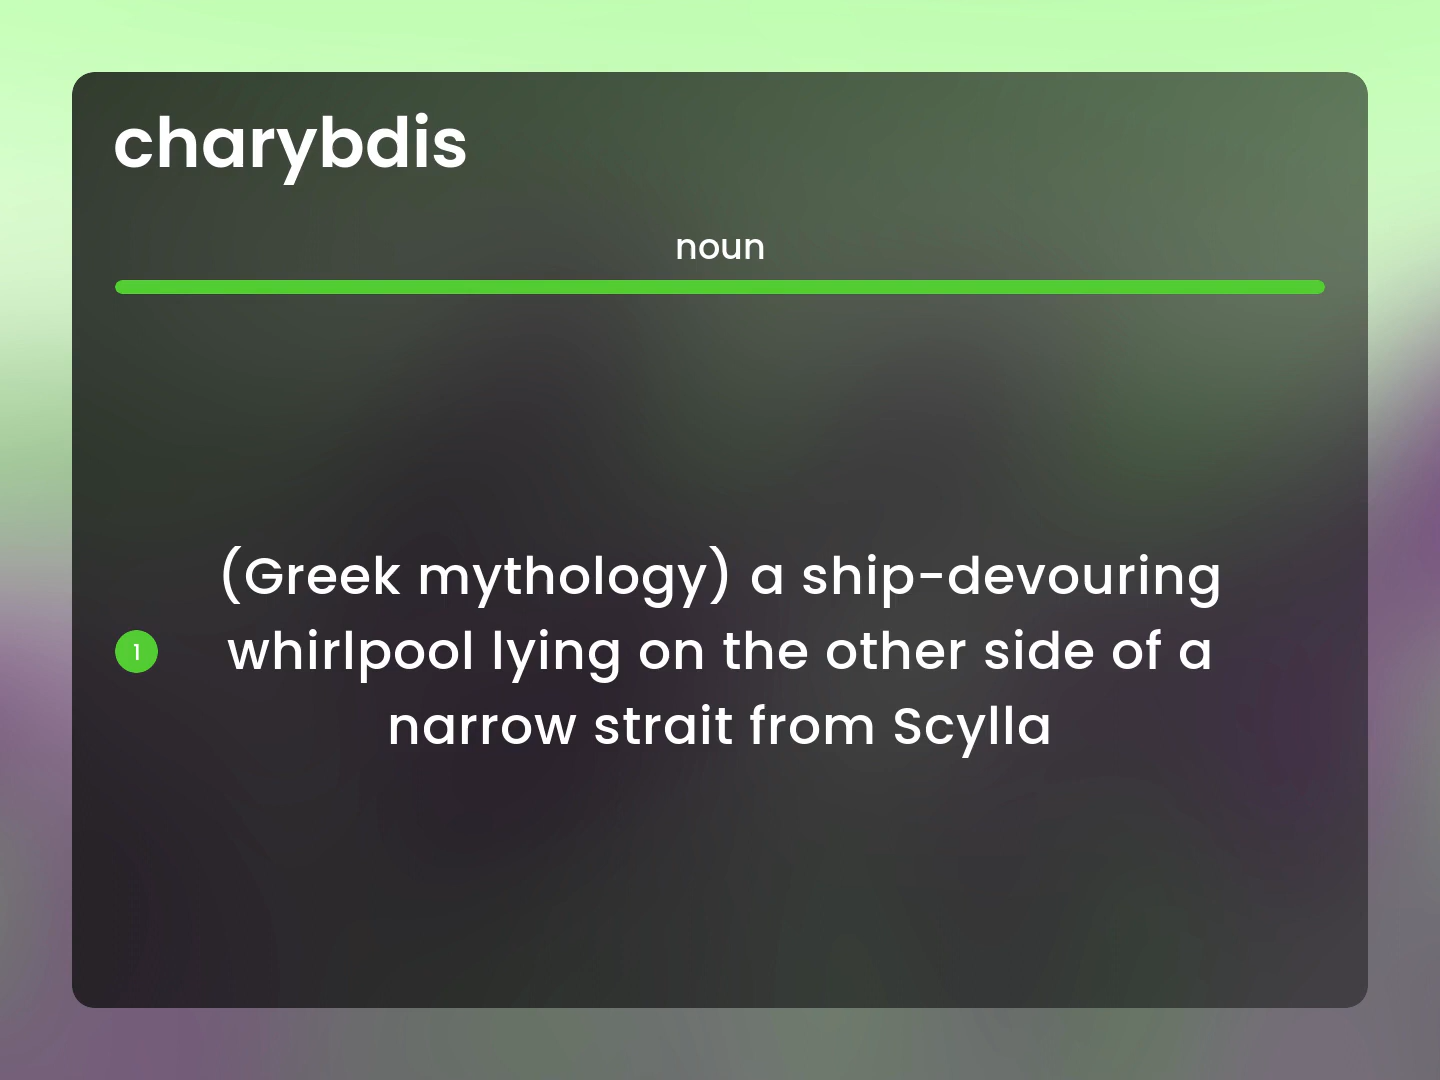 charybdis
noun
(Greek mythology) a ship-devouring
1 whirlpool lying on the other side of a
narrow strait from Scylla